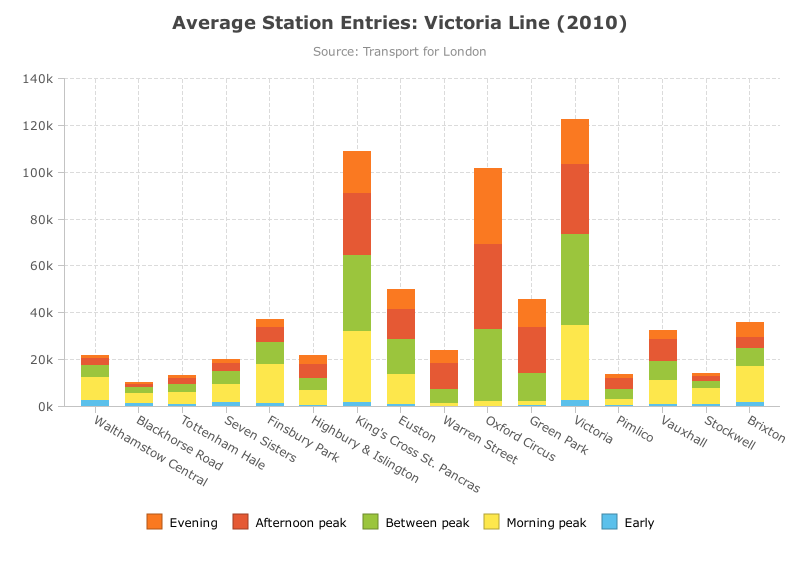 Average Station Entries: Victoria Line (2010)
Source: Transport for London
140k
120k
100k
80k
60k
40k
20k
0k
Walthamstow Central
Blackhorse Road
Tottenham Hale
Seven Sisters
Finsbury Park
Highbury & Islington
King's Cross St. Pancras
Euston
Warren Street
Oxford Circus
Green Park
Victoria
Pimlico
Vauxhall
Stockwell
Brixton
Evening Afternoon peak Between peak Morning peak Early